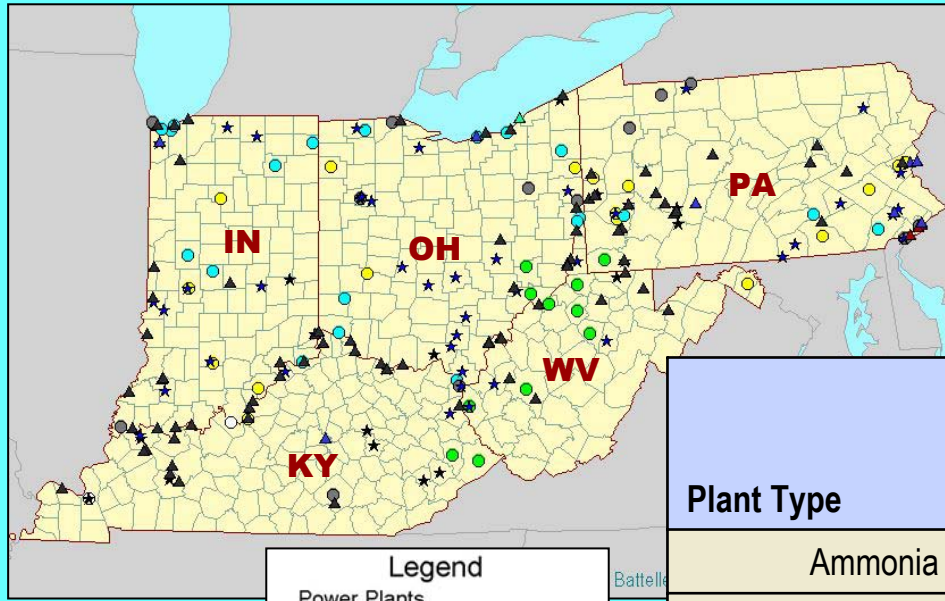 PA
IN
OH
WV
KY
Plant Type
Ammonia
Legend
Battelle
Power Plants